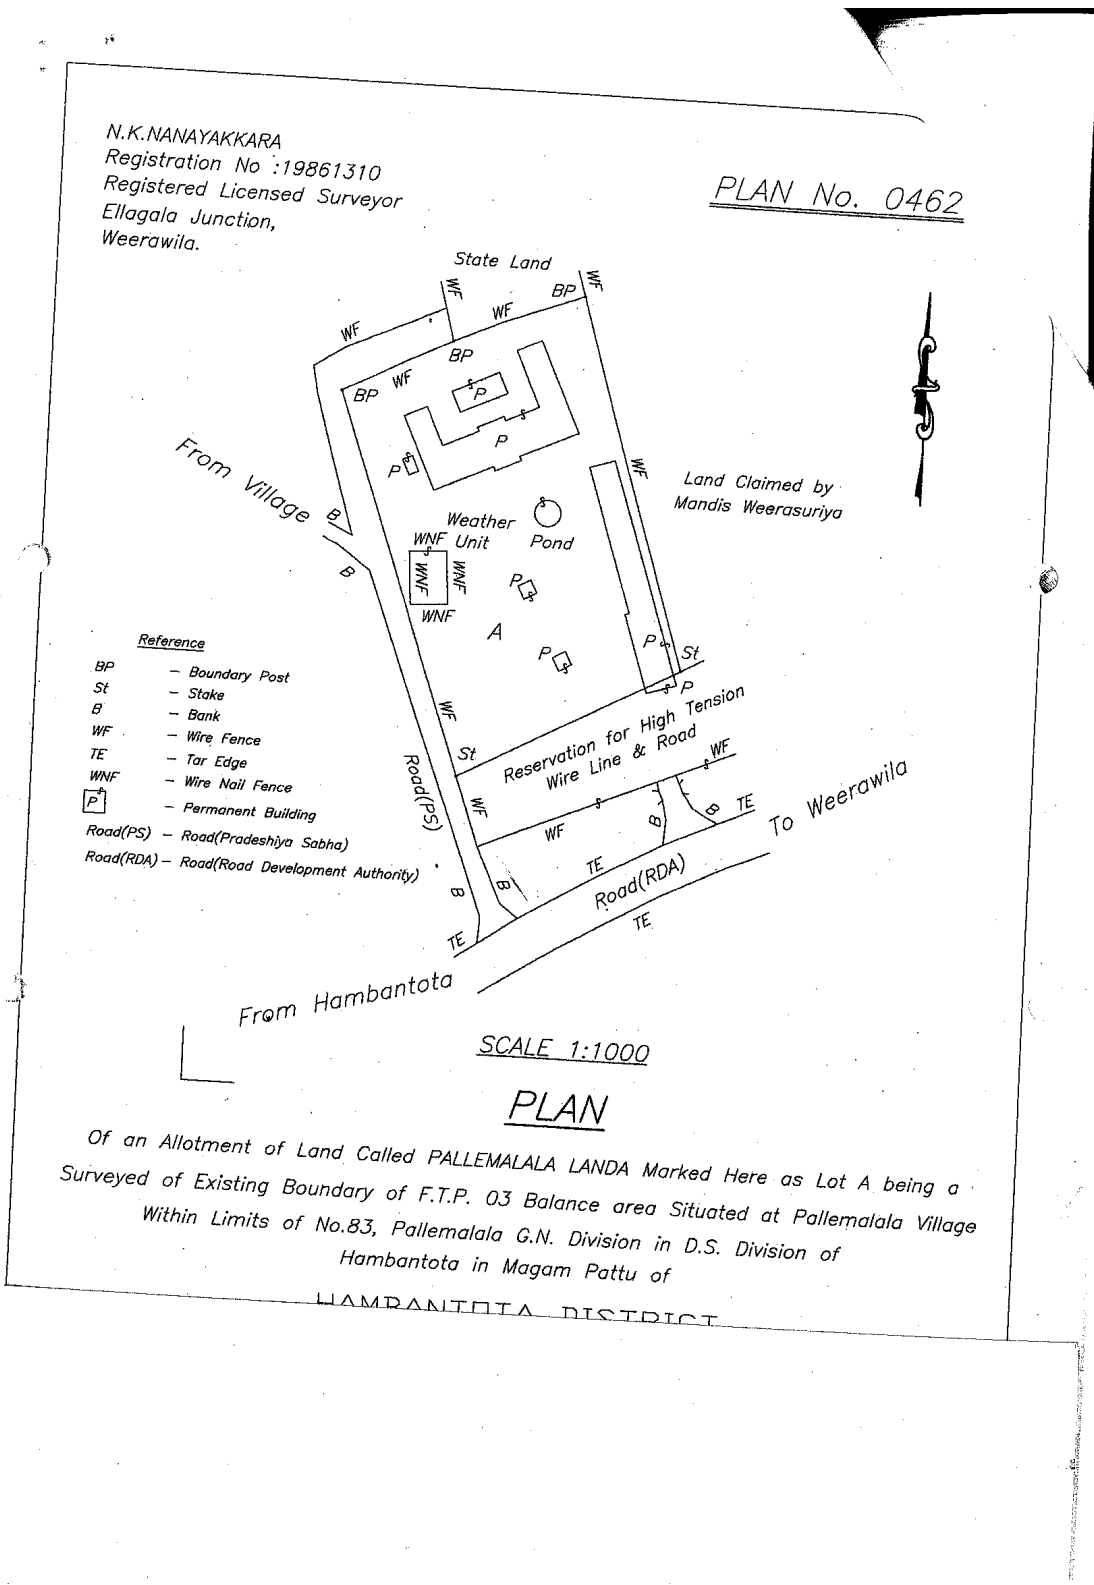 N.K.NANAYAKKARA
Registration No :19861310
Registered Licensed Surveyor
Ellagala Junction,
Weerawila.
PLAN No. 0462
State Land
WF
WF
BP
WF
WF
BP
WF
BP
P
P
P
WF
From Village
B
B
Land Claimed by
Mandis Weerasuriya
Weather
Unit
Pond
WNF
WNF
WNF
WNF
P
A
P
P
St
P
Reference
BP – Boundary Post
St – Stake
B – Bank
WF – Wire Fence
TE – Tar Edge
WNF – Wire Nail Fence
P – Permanent Building
Road(PS) – Road(Pradeshiya Sabha)
Road(RDA) – Road(Road Development Authority)
WF
St
Reservation for High Tension
Wire Line & Road
Road(PS)
WF
WF
WF
B
B
TE
To Weerawila
TE
Road(RDA)
TE
B
B
TE
From Hambantota
SCALE 1:1000
PLAN
Of an Allotment of Land Called PALLEMALALA LANDA Marked Here as Lot A being a
Surveyed of Existing Boundary of F.T.P. 03 Balance area Situated at Pallemalala Village
Within Limits of No.83, Pallemalala G.N. Division in D.S. Division of
Hambantota in Magam Pattu of
HAMBANTOTA DISTRICT